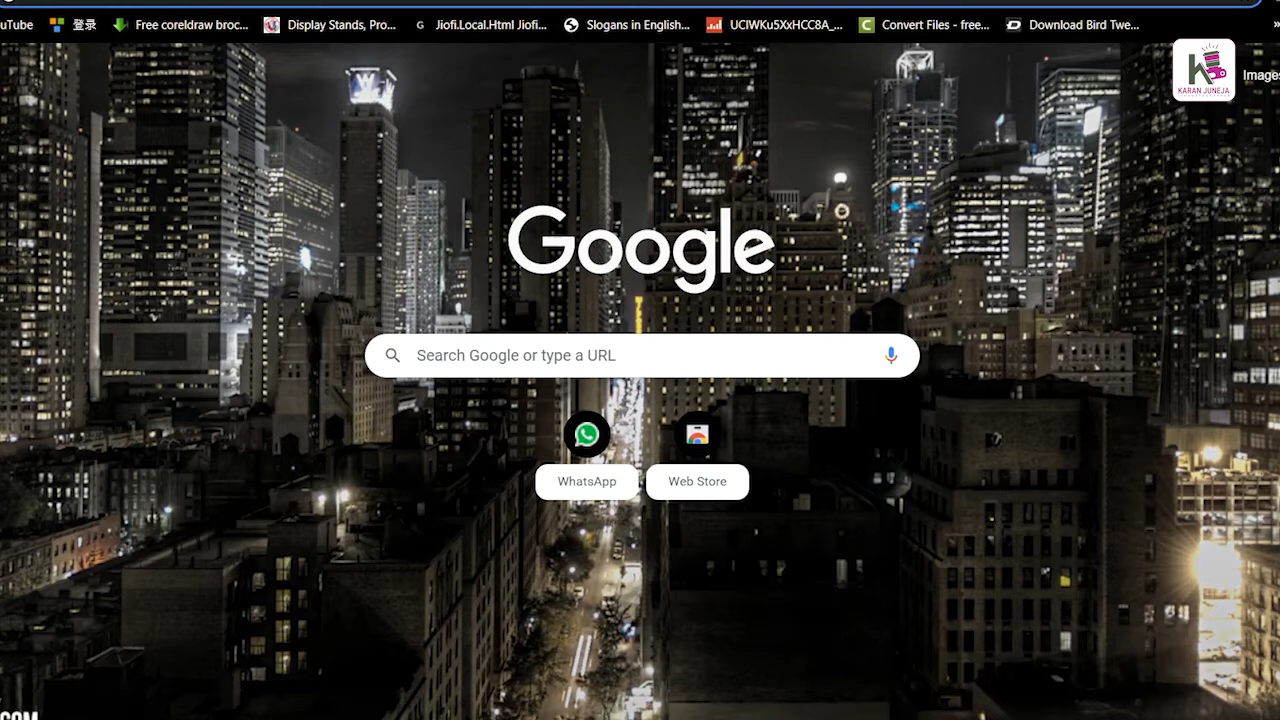 uTube 登录 Free coreldraw broc... Display Stands, Pro... Jiofi.Local.Html Jiofi... Slogans in English... UCIWKu5XxHCC8A_... Convert Files - free... Download Bird Twe... »
KARAN JUNEJA
Images
Google
Search Google or type a URL
WhatsApp
Web Store
.COM